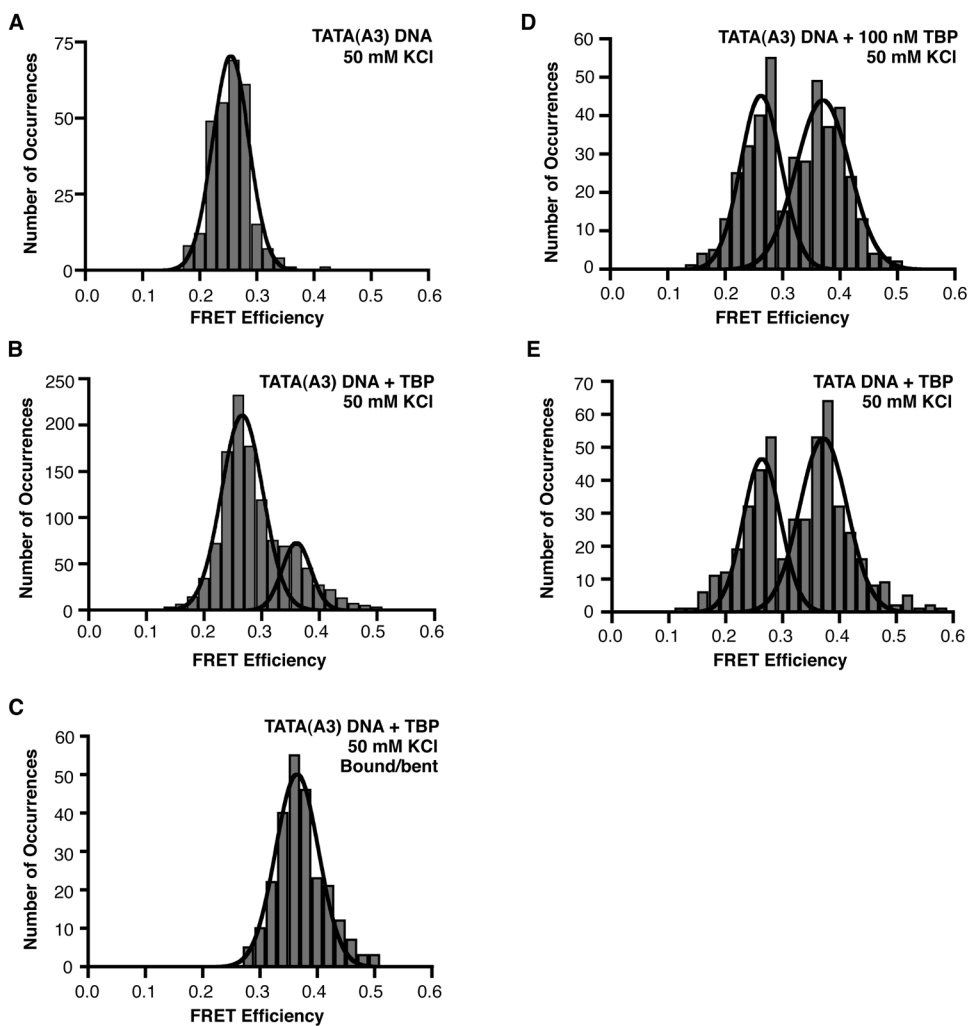 A
TATA(A3) DNA
50 mM KCl
Number of Occurrences
75
50
25
0
0.0 0.1 0.2 0.3 0.4 0.5 0.6
FRET Efficiency
B
TATA(A3) DNA + TBP
50 mM KCl
Number of Occurrences
250
200
150
100
50
0
0.0 0.1 0.2 0.3 0.4 0.5 0.6
FRET Efficiency
C
TATA(A3) DNA + TBP
50 mM KCl
Bound/bent
Number of Occurrences
60
50
40
30
20
10
0
0.0 0.1 0.2 0.3 0.4 0.5 0.6
FRET Efficiency
D
TATA(A3) DNA + 100 nM TBP
50 mM KCl
Number of Occurrences
60
50
40
30
20
10
0
0.0 0.1 0.2 0.3 0.4 0.5 0.6
FRET Efficiency
E
TATA DNA + TBP
50 mM KCl
Number of Occurrences
70
60
50
40
30
20
10
0
0.0 0.1 0.2 0.3 0.4 0.5 0.6
FRET Efficiency